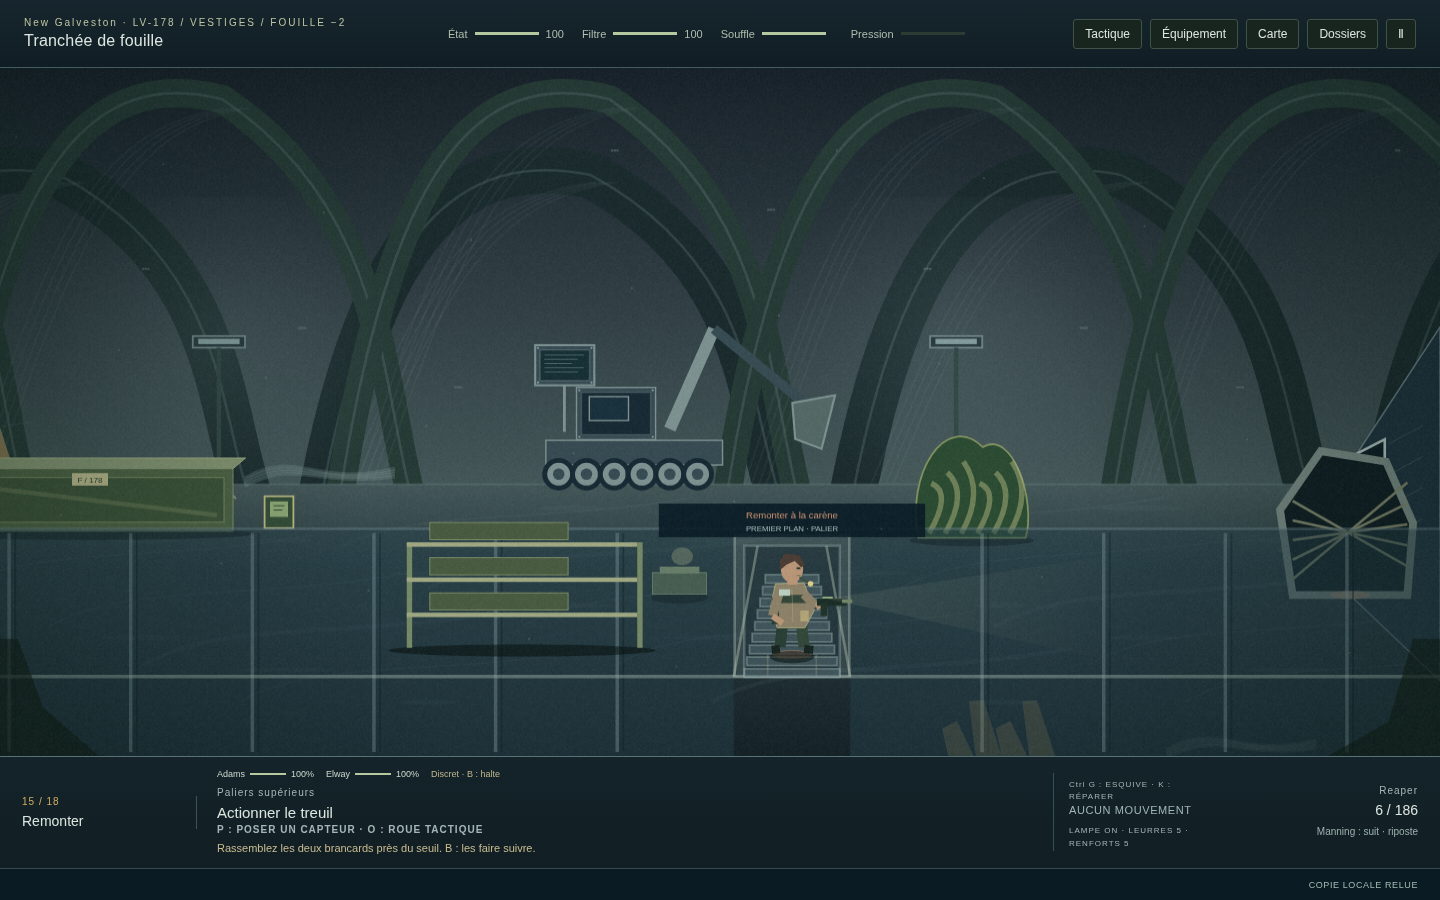 New Galveston · LV-178 / VESTIGES / FOUILLE −2
Tranchée de fouille
État 100 Filtre 100 Souffle Pression
Tactique Équipement Carte Dossiers II
F / 178
Remonter à la carène
PREMIER PLAN · PALIER
15 / 18
Remonter
Adams 100% Elway 100% Discret · B : halte
Paliers supérieurs
Actionner le treuil
P : POSER UN CAPTEUR · O : ROUE TACTIQUE
Rassemblez les deux brancards près du seuil. B : les faire suivre.
Ctrl G : ESQUIVE · K :
RÉPARER
AUCUN MOUVEMENT
LAMPE ON · LEURRES 5 ·
RENFORTS 5
Reaper
6 / 186
Manning : suit · riposte
COPIE LOCALE RELUE